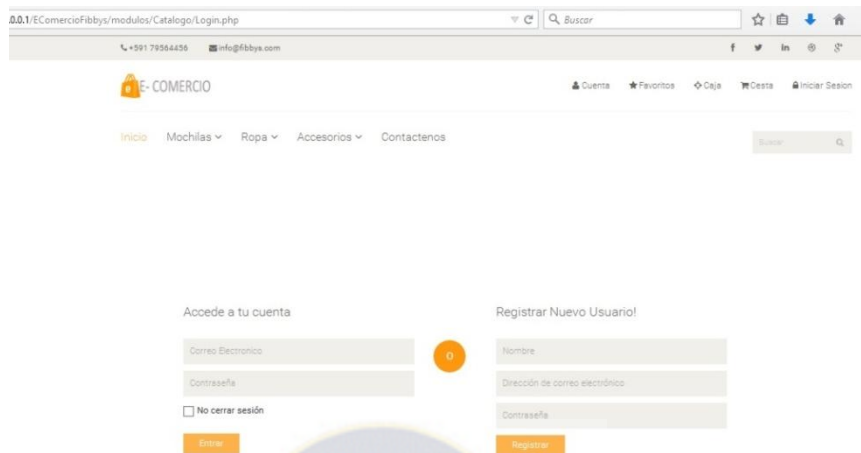 .0.0.1/EComercioFibbys/modulos/Catalogo/Login.php
Buscar
+591 79564456 info@fibbys.com
f in
E- COMERCIO
Cuenta Favoritos Caja Cesta Iniciar Sesion
Inicio Mochilas Ropa Accesorios Contactenos
Buscar
Accede a tu cuenta
Correo Elecrronico
Contraseña
No cerrar sesión
Entrar
O
Registrar Nuevo Usuario!
Nombre
Dirección de correo electrónico
Contraseña
Registrar